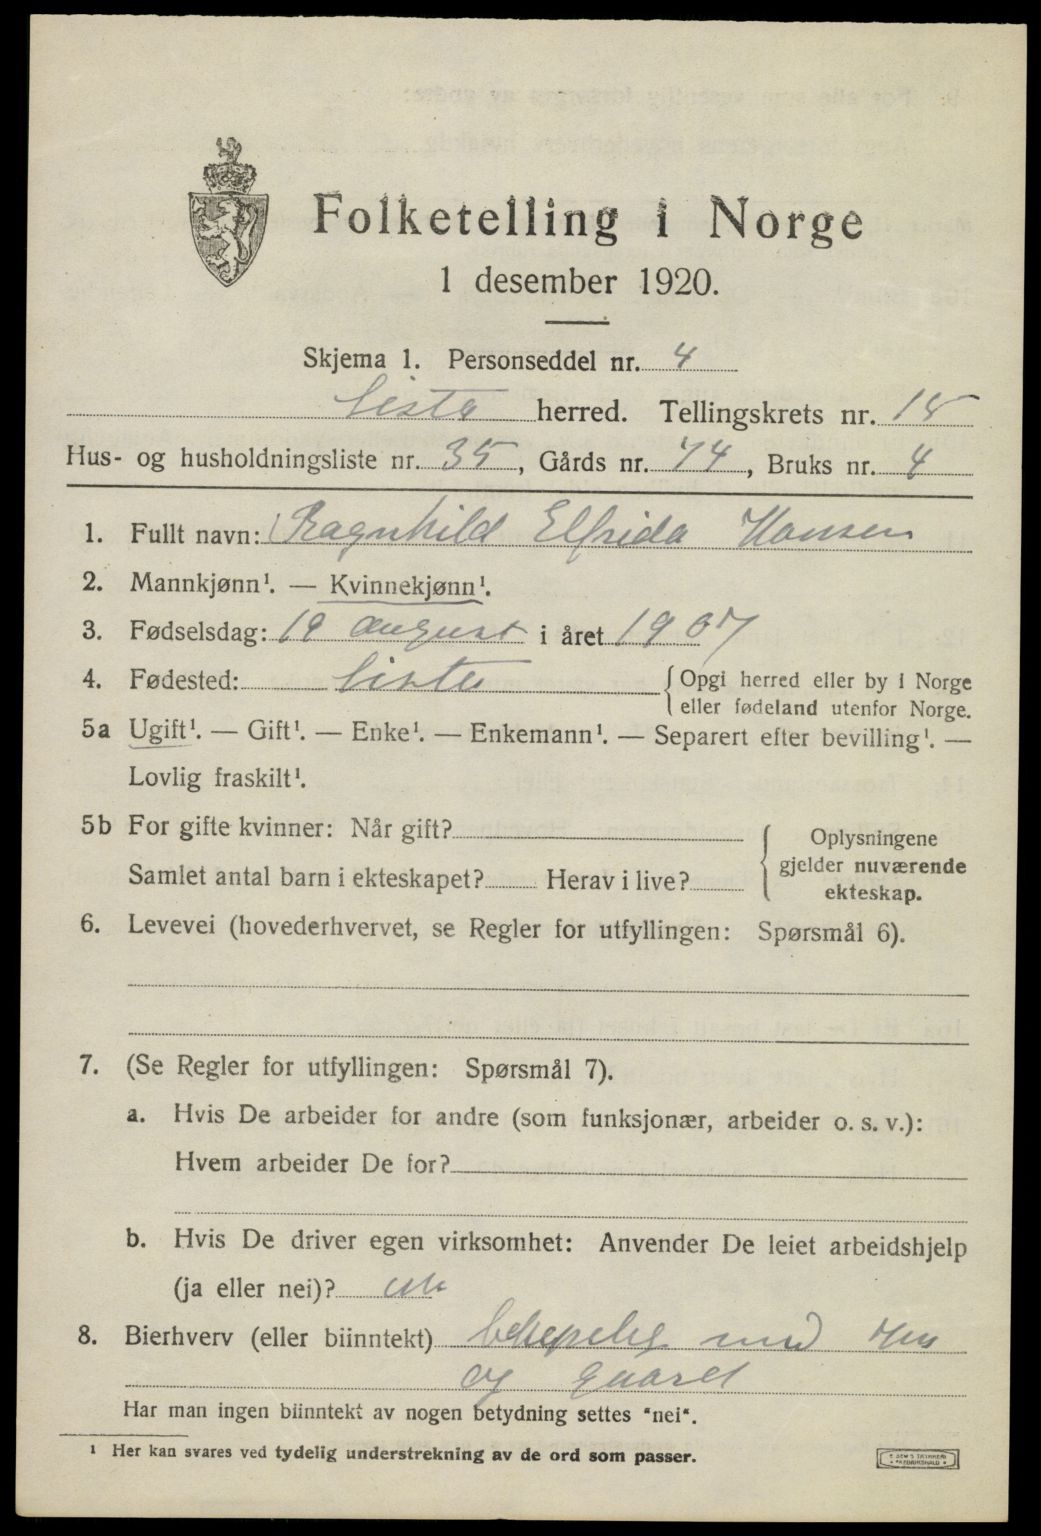 Folketelling i Norge
1 desember 1920.
Skjema 1. Personseddel nr. 4
Lista herred. Tellingskrets nr. 15
Hus- og husholdningsliste nr. 35, Gårds nr. 74, Bruks nr. 4
1. Fullt navn: Ragnhild Elfrida Hansen
2. Mannkjønn¹. — Kvinnekjønn¹.
3. Fødselsdag: 19 august i året 1907
4. Fødested: Lista {Opgi herred eller by i Norge
eller fødeland utenfor Norge.
5a Ugift¹. — Gift¹. — Enke¹. — Enkemann¹. — Separert efter bevilling¹. —
Lovlig fraskilt¹.
5b For gifte kvinner: Når gift?
Samlet antal barn i ekteskapet? Herav i live?
Oplysningene
gjelder nuværende
ekteskap.
6. Levevei (hovederhvervet, se Regler for utfyllingen: Spørsmål 6).
7. (Se Regler for utfyllingen: Spørsmål 7).
a. Hvis De arbeider for andre (som funksjonær, arbeider o. s. v.):
Hvem arbeider De for?
b. Hvis De driver egen virksomhet: Anvender De leiet arbeidshjelp
(ja eller nei)?
8. Bierhverv (eller biinntekt) med Hus
og gaard
Har man ingen biinntekt av nogen betydning settes "nei".
¹ Her kan svares ved tydelig understrekning av de ord som passer.